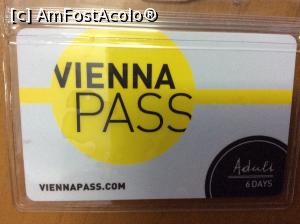 [c] AmFostAcolo®
VIENNA
PASS
VIENNAPASS.COM
Adult
6 DAYS